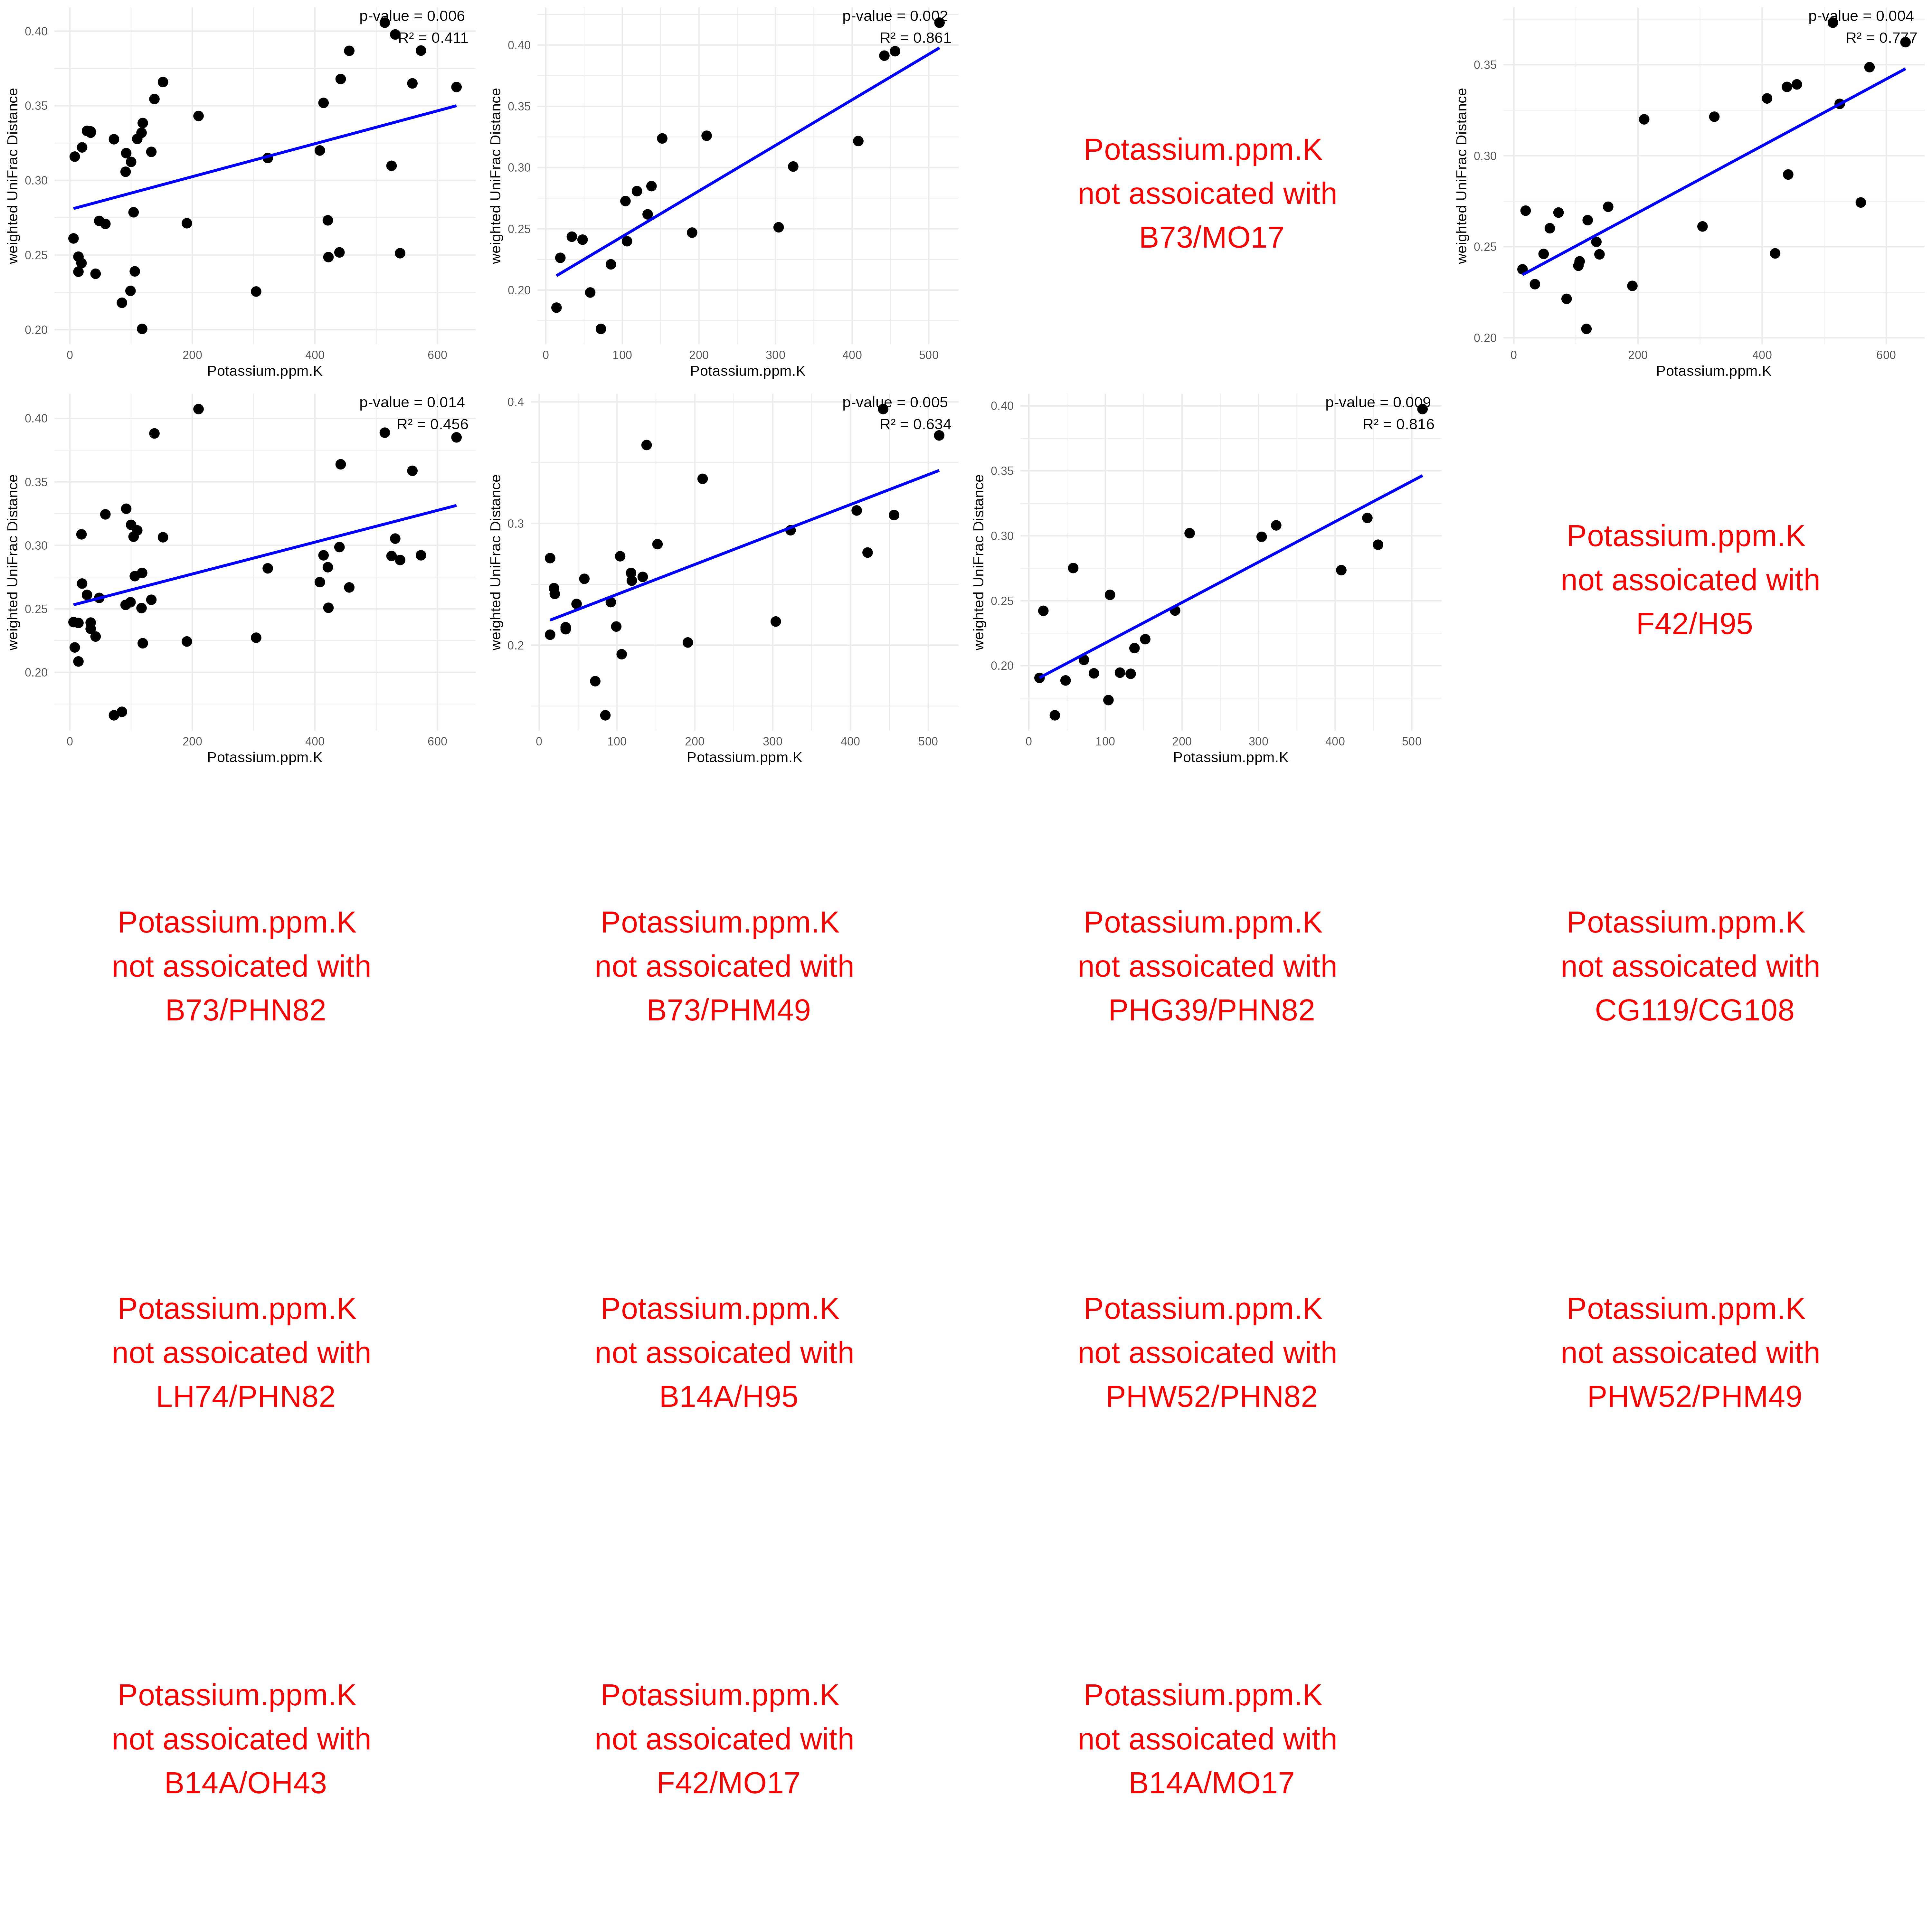 p-value = 0.006
R² = 0.411
0.40
0.35
0.30
0.25
0.20
weighted UniFrac Distance
0 200 400 600
Potassium.ppm.K
p-value = 0.002
R² = 0.861
0.40
0.35
0.30
0.25
0.20
weighted UniFrac Distance
0 100 200 300 400 500
Potassium.ppm.K
Potassium.ppm.K
not assoicated with
B73/MO17
p-value = 0.004
R² = 0.777
0.35
0.30
0.25
0.20
weighted UniFrac Distance
0 200 400 600
Potassium.ppm.K
p-value = 0.014
R² = 0.456
0.40
0.35
0.30
0.25
0.20
weighted UniFrac Distance
0 200 400 600
Potassium.ppm.K
p-value = 0.005
R² = 0.634
0.4
0.3
0.2
weighted UniFrac Distance
0 100 200 300 400 500
Potassium.ppm.K
p-value = 0.009
R² = 0.816
0.40
0.35
0.30
0.25
0.20
weighted UniFrac Distance
0 100 200 300 400 500
Potassium.ppm.K
Potassium.ppm.K
not assoicated with
F42/H95
Potassium.ppm.K
not assoicated with
B73/PHN82
Potassium.ppm.K
not assoicated with
B73/PHM49
Potassium.ppm.K
not assoicated with
PHG39/PHN82
Potassium.ppm.K
not assoicated with
CG119/CG108
Potassium.ppm.K
not assoicated with
LH74/PHN82
Potassium.ppm.K
not assoicated with
B14A/H95
Potassium.ppm.K
not assoicated with
PHW52/PHN82
Potassium.ppm.K
not assoicated with
PHW52/PHM49
Potassium.ppm.K
not assoicated with
B14A/OH43
Potassium.ppm.K
not assoicated with
F42/MO17
Potassium.ppm.K
not assoicated with
B14A/MO17